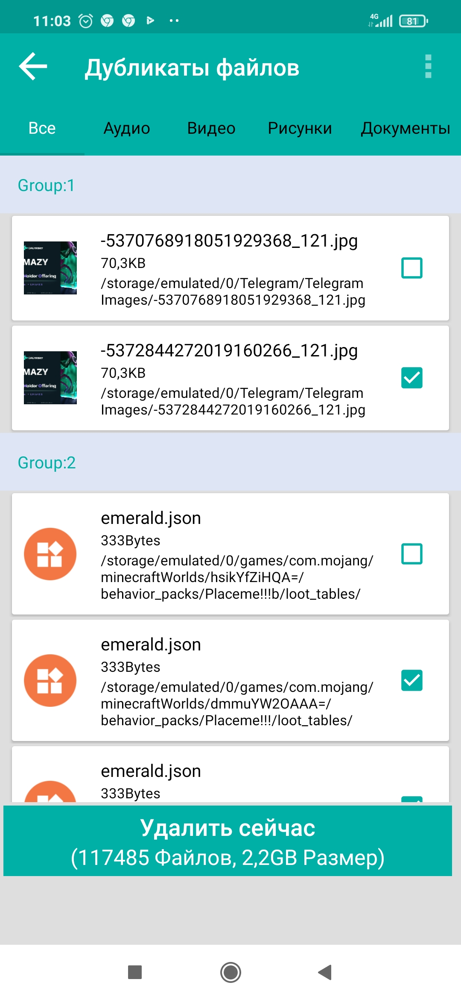 11:03
4G
81
Дубликаты файлов
Все Аудио Видео Рисунки Документы
Group:1
-5370768918051929368_121.jpg
70,3KB
/storage/emulated/0/Telegram/Telegram
Images/-5370768918051929368_121.jpg
DAO Maker
MAZY
Holder Offering
-5372844272019160266_121.jpg
70,3KB
/storage/emulated/0/Telegram/Telegram
Images/-5372844272019160266_121.jpg
DAO Maker
MAZY
Holder Offering
Group:2
emerald.json
333Bytes
/storage/emulated/0/games/com.mojang/
minecraftWorlds/hsikYfZiHQA=/
behavior_packs/Placeme!!!b/loot_tables/
emerald.json
333Bytes
/storage/emulated/0/games/com.mojang/
minecraftWorlds/dmmuYW2OAAA=/
behavior_packs/Placeme!!!/loot_tables/
emerald.json
333Bytes
Удалить сейчас
(117485 Файлов, 2,2GB Размер)